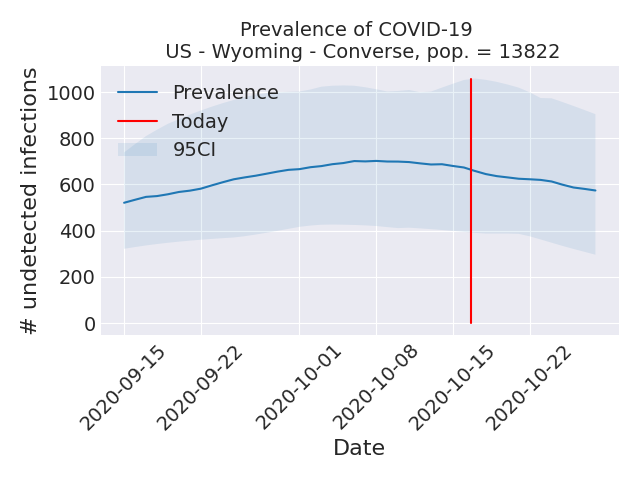 Prevalence of COVID-19
US - Wyoming - Converse, pop. = 13822
# undetected infections
1000
800
600
400
200
0
Prevalence
Today
95CI
2020-09-15
2020-09-22
2020-10-01
2020-10-08
2020-10-15
2020-10-22
Date